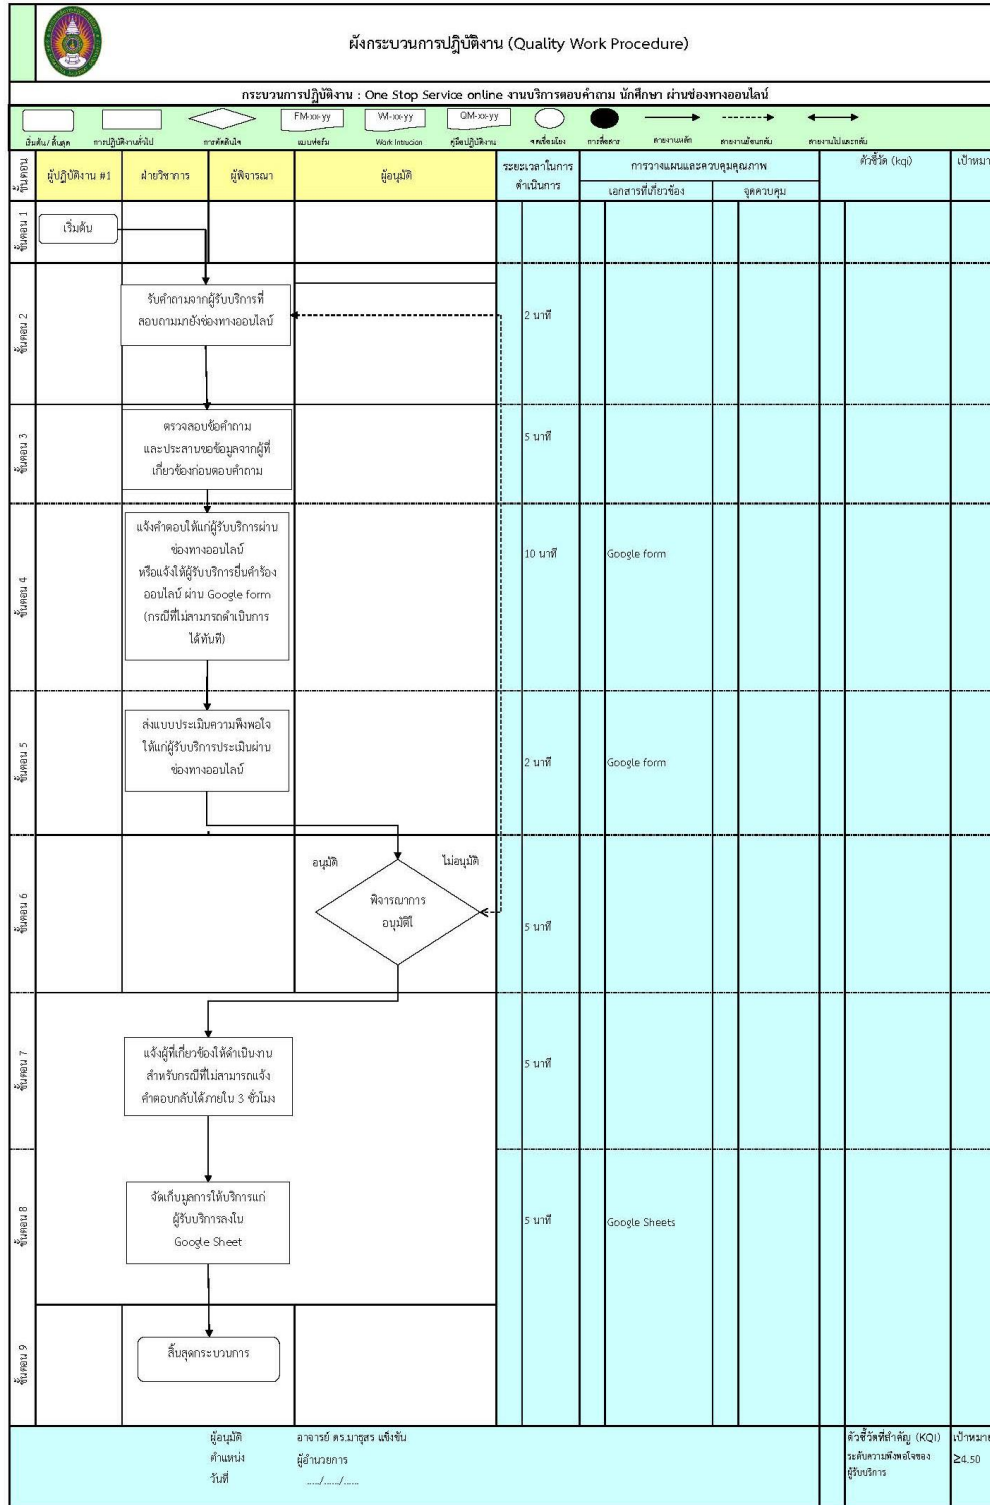 ผังกระบวนการปฎิบัติงาน (Quality Work Procedure)
กระบวนการปฏิบัติงาน : One Stop Service online งานบริการตอบคำถาม นักศึกษา ผ่านช่องทางออนไลน์
FM-xx-yy
WI-xx-yy
QM-xx-yy
เริ่มต้น/ สิ้นสุด
การปฏิบัติงานทั่วไป
การตัดสินใจ
แบบฟอร์ม
Work Intrucion
คู่มือปฏิบัติงาน
จุดเชื่อมโยง
การสื่อสาร
สายงานหลัก
สายงานย้อนกลับ
สายงานไปและกลับ
ขั้นตอน
ผู้ปฏิบัติงาน #1
ฝ่ายวิชาการ
ผู้พิจารณา
ผู้อนุมัติ
ระยะเวลาในการ
ดำเนินการ
การวางแผนและควบคุมคุณภาพ
เอกสารที่เกี่ยวข้อง
จุดควบคุม
ตัวชี้วัด (kqi)
เป้าหมา
ขั้นตอน 1
เริ่มต้น
ขั้นตอน 2
รับคำถามจากผู้รับบริการที่
สอบถามมายังช่องทางออนไลน์
2 นาที
ขั้นตอน 3
ตรวจสอบข้อคำถาม
และประสานขอข้อมูลจากผู้ที่
เกี่ยวข้องก่อนตอบคำถาม
5 นาที
ขั้นตอน 4
แจ้งคำตอบให้แก่ผู้รับบริการผ่าน
ช่องทางออนไลน์
หรือแจ้งให้ผู้รับบริการยื่นคำร้อง
ออนไลน์ ผ่าน Google form
(กรณีที่ไม่สามารถดำเนินการ
ได้ทันที)
10 นาที
Google form
ขั้นตอน 5
ส่งแบบประเมินความพึงพอใจ
ให้แก่ผู้รับบริการประเมินผ่าน
ช่องทางออนไลน์
2 นาที
Google form
ขั้นตอน 6
อนุมัติ
ไม่อนุมัติ
พิจารณาการ
อนุมัติใ
5 นาที
ขั้นตอน 7
แจ้งผู้ที่เกี่ยวข้องให้ดำเนินงาน
สำหรับกรณีที่ไม่สามารถแจ้ง
คำตอบกลับได้ภายใน 3 ชั่วโมง
5 นาที
ขั้นตอน 8
จัดเก็บมูลการให้บริการแก่
ผู้รับบริการลงใน
Google Sheet
5 นาที
Google Sheets
ขั้นตอน 9
สิ้นสุดกระบวนการ
ผู้อนุมัติ
อาจารย์ ดร.มาธุสร แข็งขัน
ตำแหน่ง
ผู้อำนวยการ
วันที่
...../....../......
ตัวชี้วัดที่สำคัญ (KQI)
ระดับความพึงพอใจของ
ผู้รับบริการ
เป้าหมาย
≥4.50